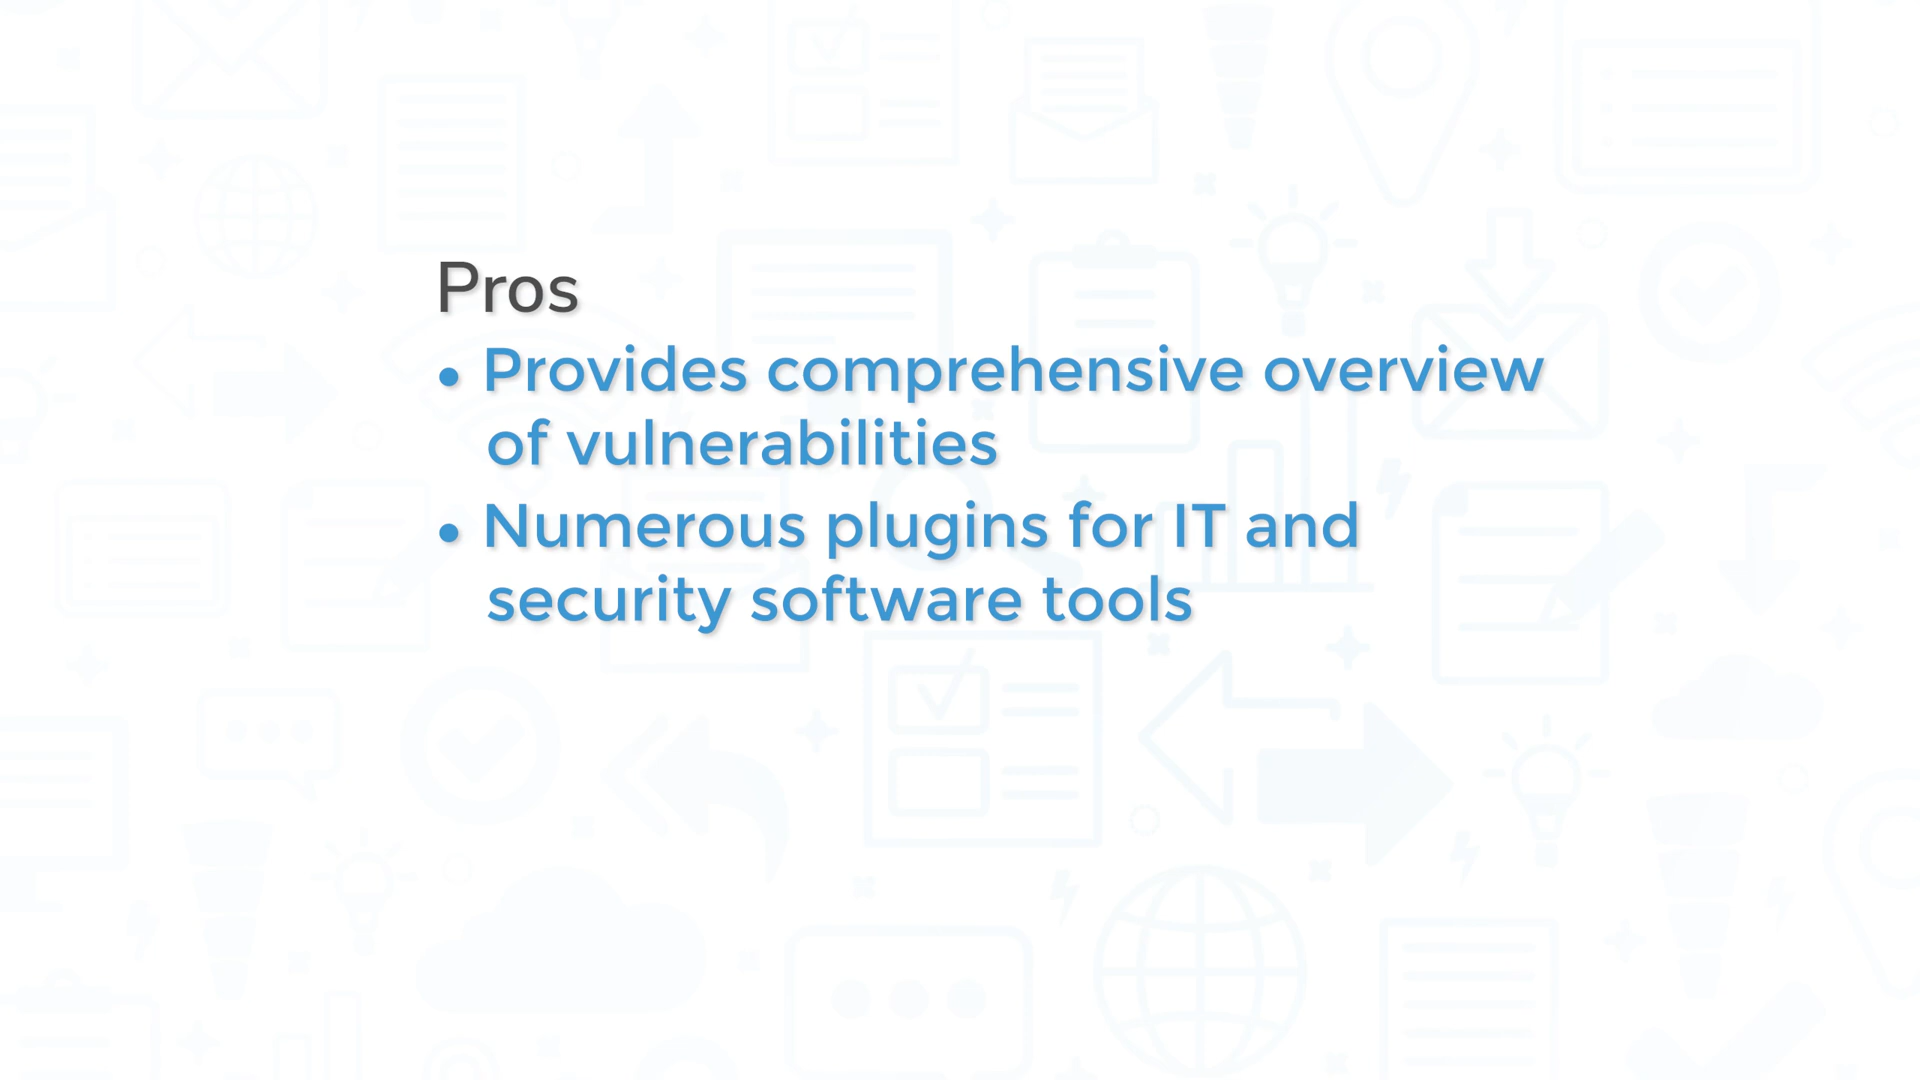 Pros
• Provides comprehensive overview
of vulnerabilities
• Numerous plugins for IT and
security software tools